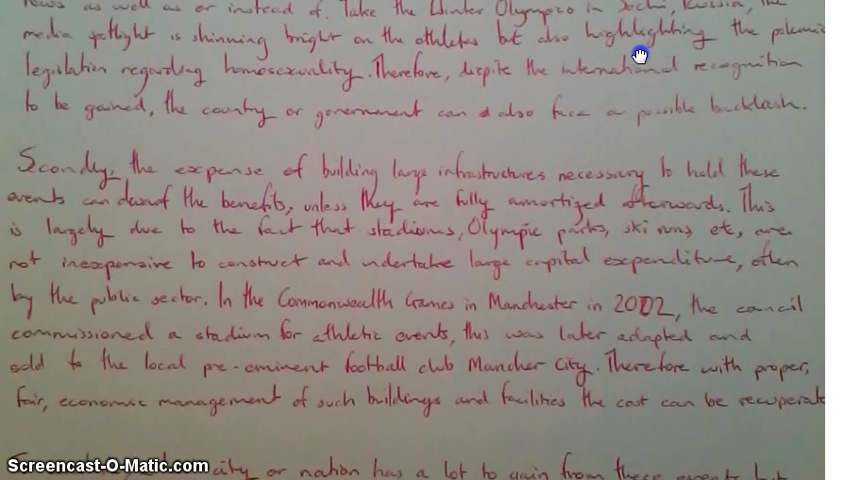 news as well as or instead of. Take the Winter Olympics in Sochi, Russia, the
media spotlight is shinning bright on the athletes but also highlighting the polemic
legislation regarding homosexuality. Therefore, dispite the international recognition
to be gained, the country or government can also face a possible backlash.
Scondly, the expense of building large infrastructures necessary to hold these
events can dwarf the benefits, unless they are fully amortized afterwards. This
is largely due to the fact that stadiums, Olympic parks, ski runs etc, are
not inexpensive to construct and undertake large capital expenditure, often
by the public sector. In the Commonwealth Games in Manchester in 2002, the council
commissioned a stadium for athletic events, this was later adapted and
sold to the local pre-eminent football club Mancher City. Therefore with proper,
fair, economic management of such buildings and facilities the cost can be recuperate
city or nation has a lot to gain from these events but
Screencast-O-Matic.com